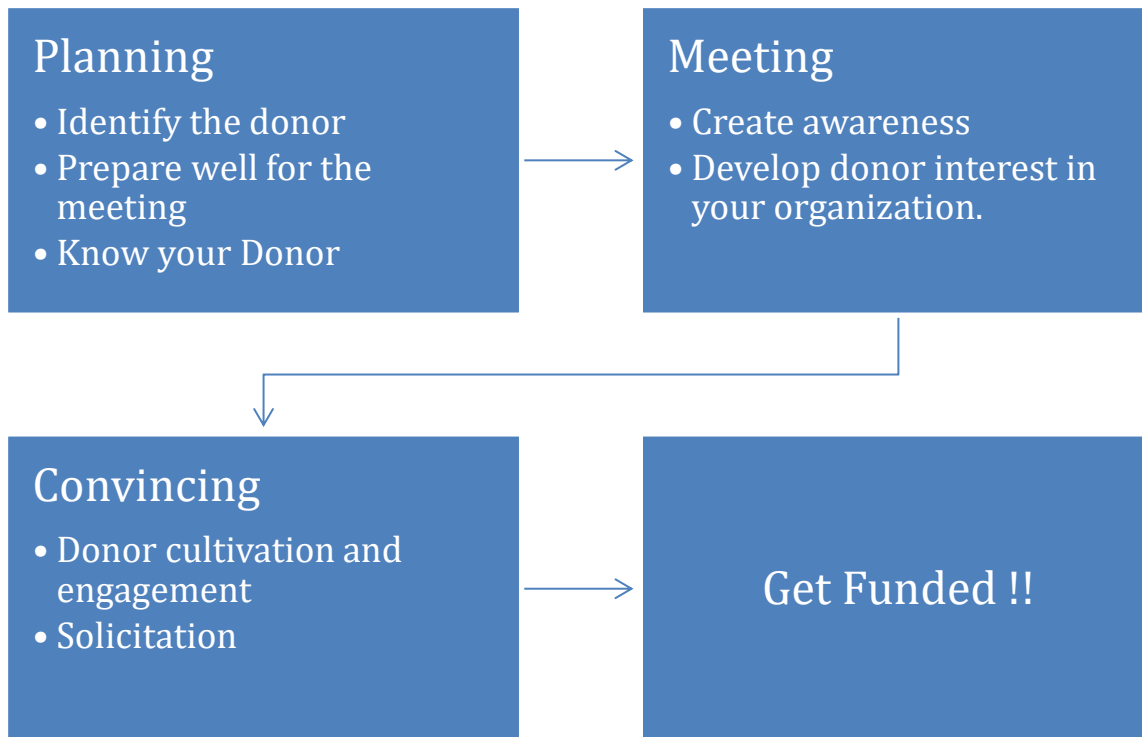 Planning
• Identify the donor
• Prepare well for the
meeting
• Know your Donor
Meeting
• Create awareness
• Develop donor interest in
your organization.
Convincing
• Donor cultivation and
engagement
• Solicitation
Get Funded !!